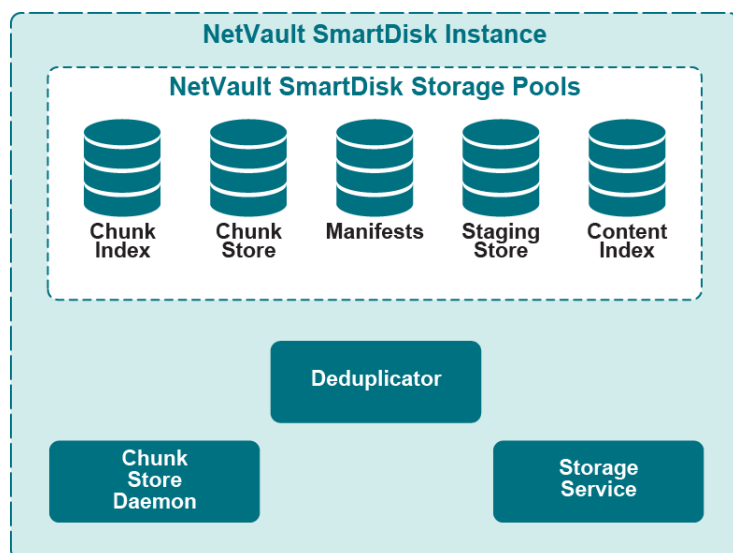 NetVault SmartDisk Instance
NetVault SmartDisk Storage Pools
Chunk
Index
Chunk
Store
Manifests
Staging
Store
Content
Index
Deduplicator
Chunk
Store
Daemon
Storage
Service